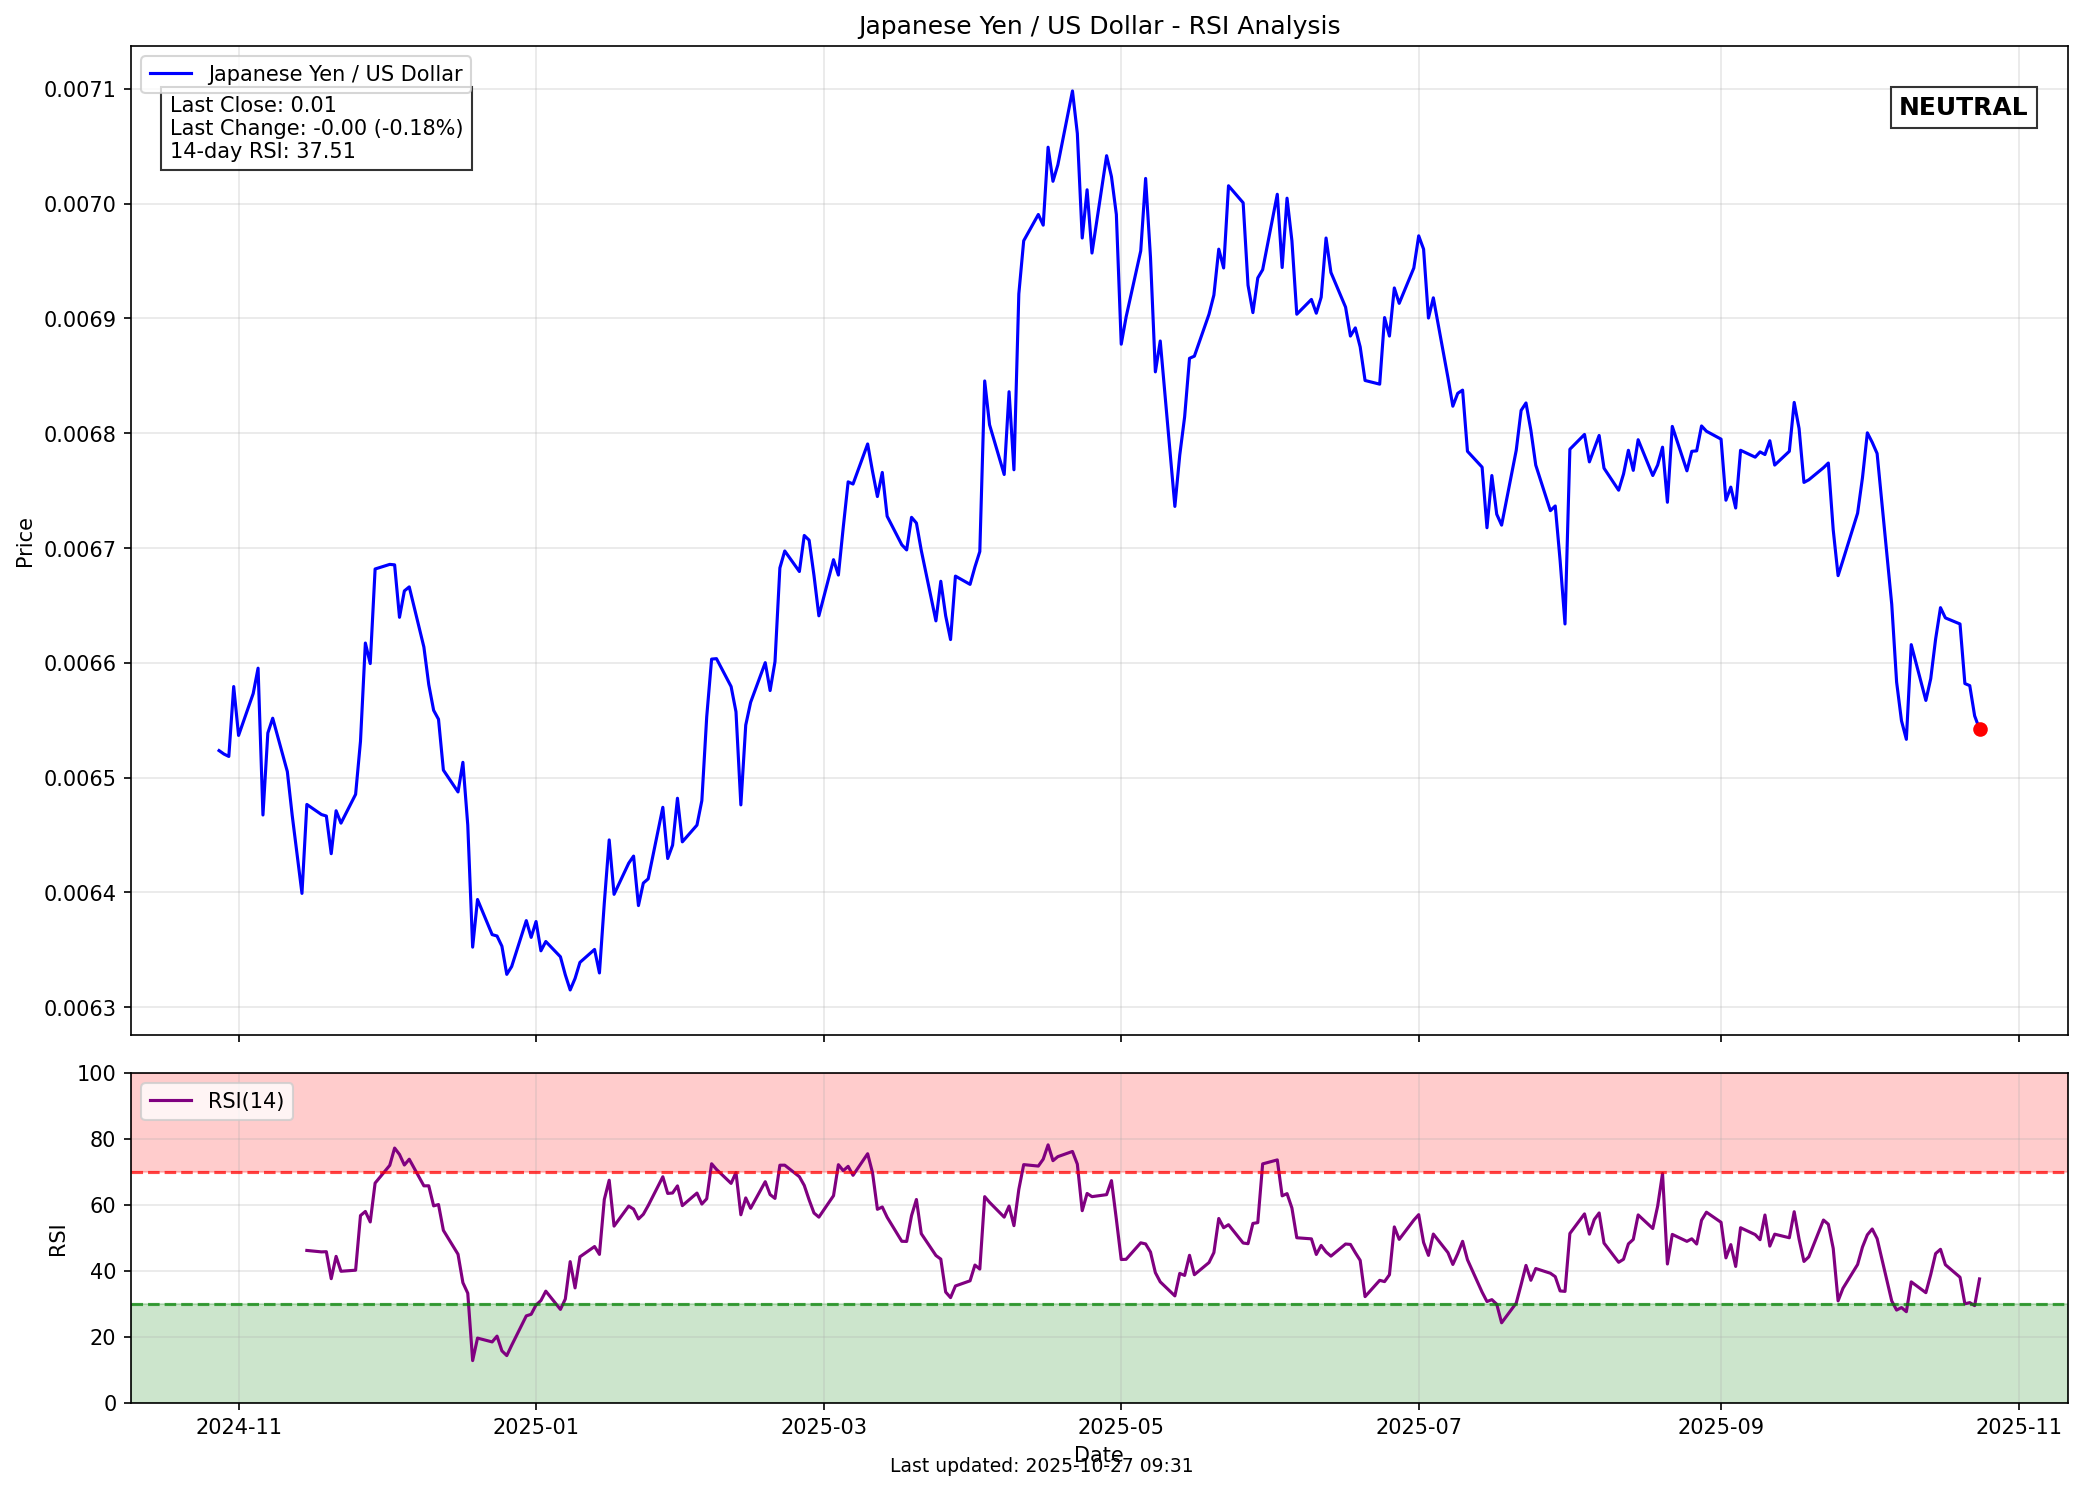 Japanese Yen / US Dollar - RSI Analysis
Japanese Yen / US Dollar
Last Close: 0.01
Last Change: -0.00 (-0.18%)
14-day RSI: 37.51
NEUTRAL
0.0071
0.0070
0.0069
0.0068
0.0067
0.0066
0.0065
0.0064
0.0063
Price
RSI(14)
100
80
60
40
20
0
RSI
2024-11 2025-01 2025-03 2025-05 2025-07 2025-09 2025-11
Date
Last updated: 2025-10-27 09:31